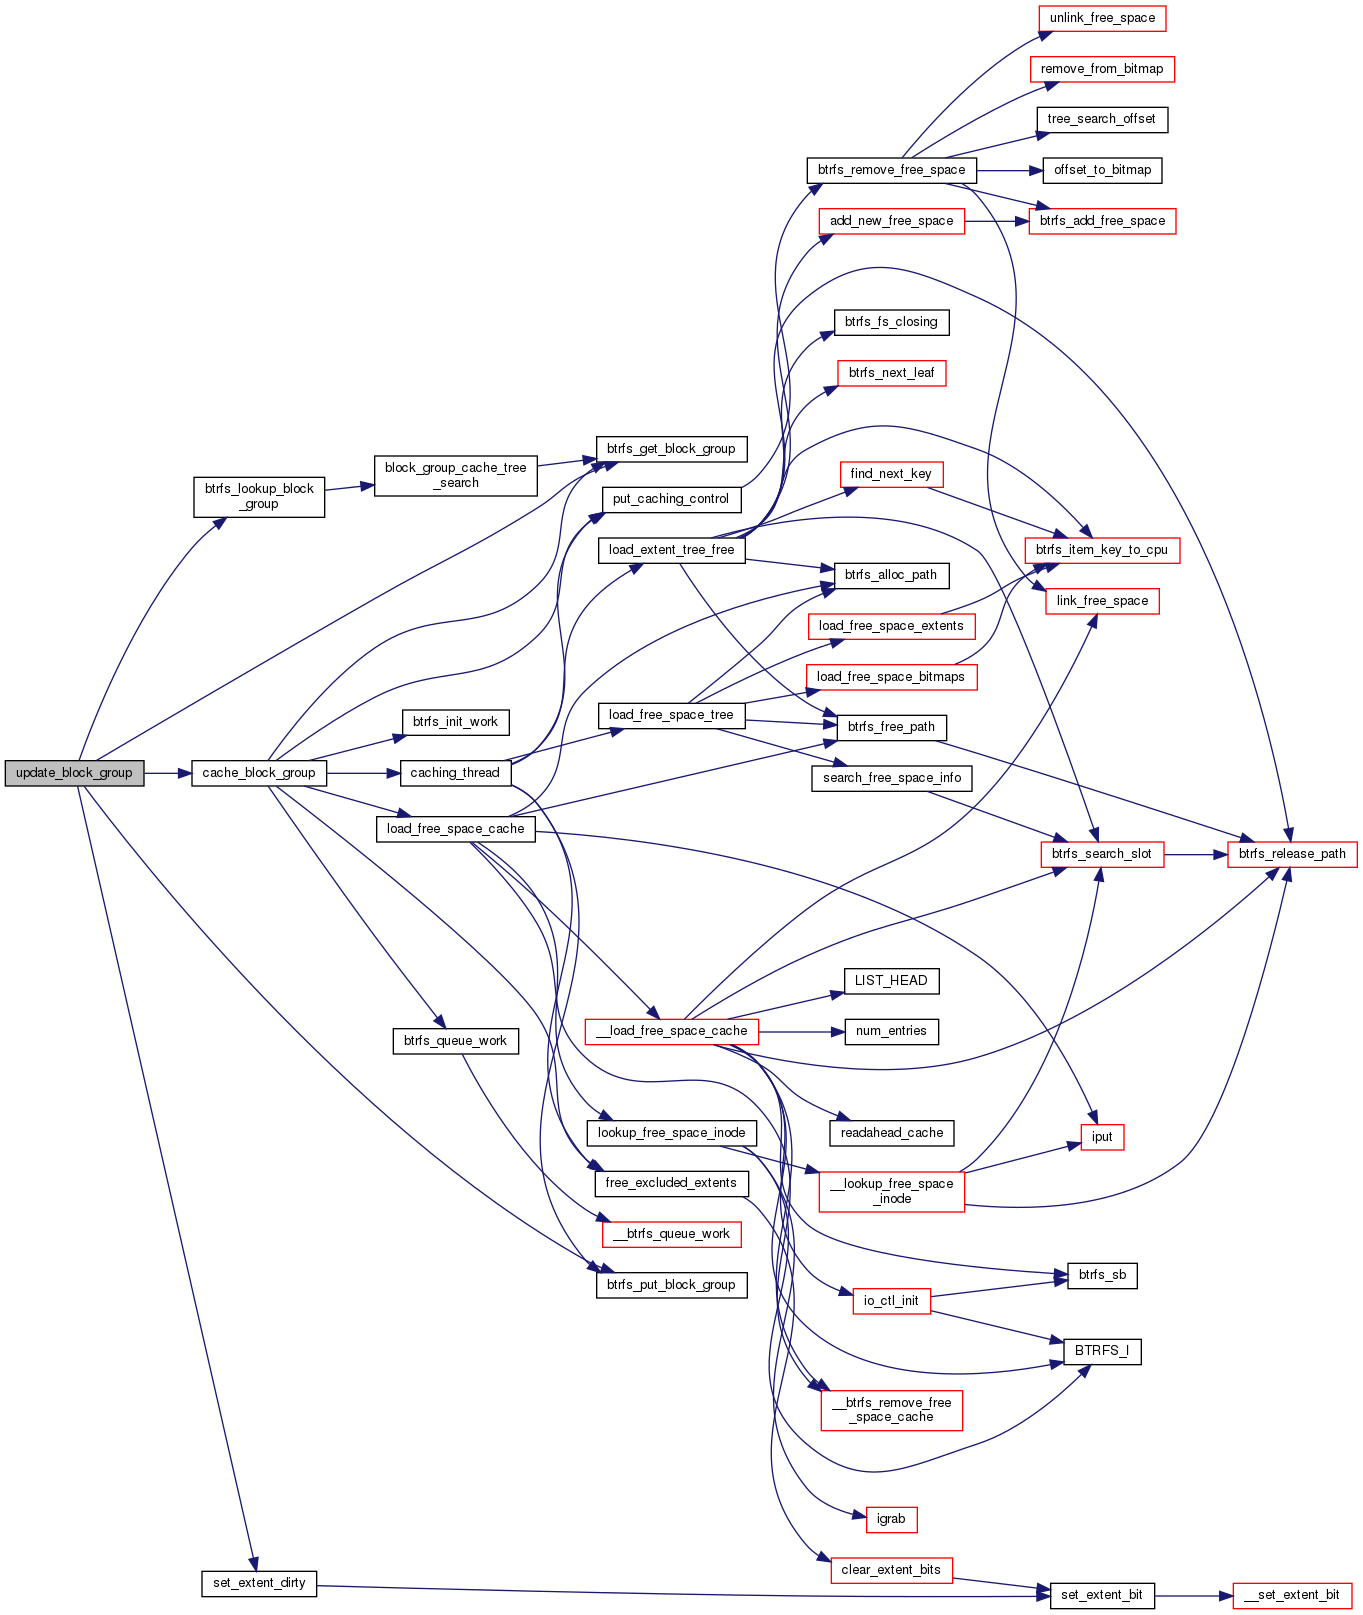 unlink_free_space
remove_from_bitmap
tree_search_offset
btrfs_remove_free_space
offset_to_bitmap
add_new_free_space
btrfs_add_free_space
btrfs_fs_closing
btrfs_next_leaf
btrfs_get_block_group
block_group_cache_tree
_search
find_next_key
btrfs_lookup_block
_group
put_caching_control
load_extent_tree_free
btrfs_item_key_to_cpu
btrfs_alloc_path
link_free_space
load_free_space_extents
load_free_space_bitmaps
load_free_space_tree
btrfs_init_work
btrfs_free_path
update_block_group
cache_block_group
caching_thread
search_free_space_info
load_free_space_cache
btrfs_search_slot
btrfs_release_path
LIST_HEAD
__load_free_space_cache
num_entries
btrfs_queue_work
lookup_free_space_inode
readahead_cache
iput
free_excluded_extents
__lookup_free_space
_inode
__btrfs_queue_work
btrfs_put_block_group
btrfs_sb
io_ctl_init
BTRFS_I
__btrfs_remove_free
_space_cache
igrab
clear_extent_bits
set_extent_dirty
set_extent_bit
__set_extent_bit